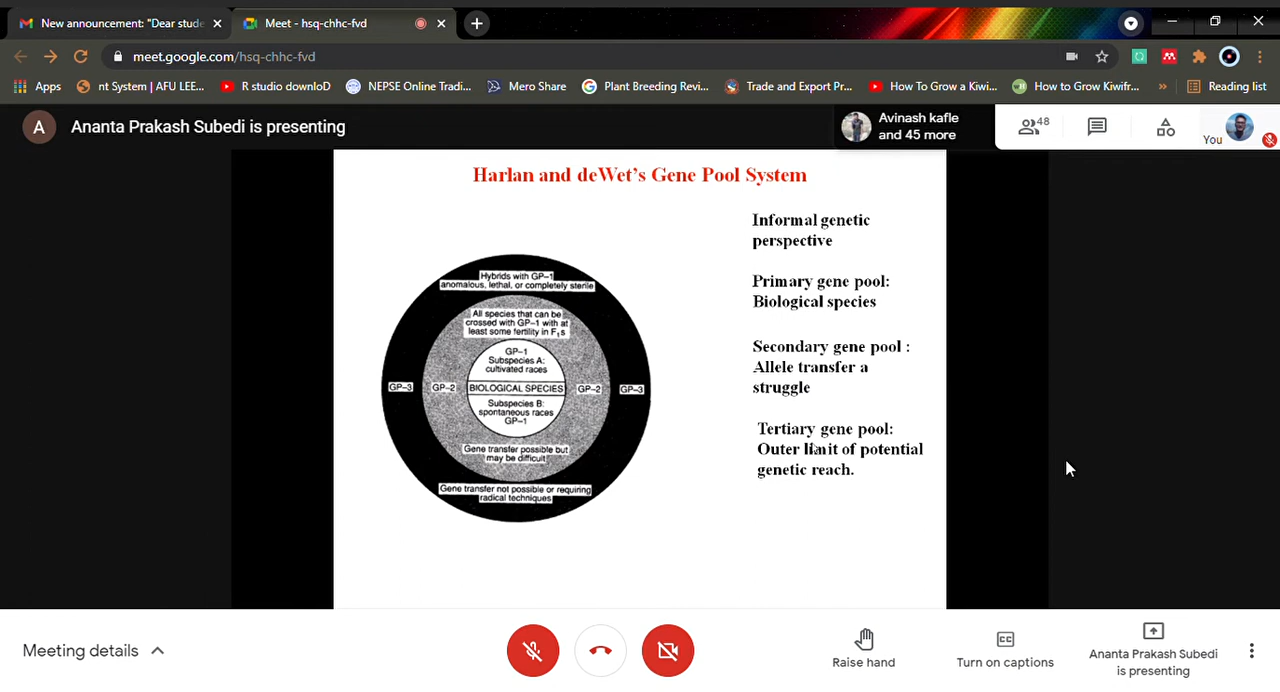 New announcement: "Dear stude
Meet - hsq-chhc-fvd
meet.google.com/hsq-chhc-fvd
Apps
nt System | AFU LEE...
R studio downloD
NEPSE Online Tradi...
Mero Share
Plant Breeding Revi...
Trade and Export Pr...
How To Grow a Kiwi...
How to Grow Kiwifr...
»
Reading list
A
Ananta Prakash Subedi is presenting
Avinash kafle
and 45 more
48
You
Harlan and deWet's Gene Pool System
Hybrids with GP-1
anomalous, lethal, or completely sterile
All species that can be
crossed with GP-1 with at
least some fertility in F₁s
GP-1
Subspecies A:
cultivated races
GP-3
GP-2
BIOLOGICAL SPECIES
GP-2
GP-3
Subspecies B:
spontaneous races
GP-1
Gene transfer possible but
may be difficult
Gene transfer not possible or requiring
radical techniques
Informal genetic
perspective
Primary gene pool:
Biological species
Secondary gene pool :
Allele transfer a
struggle
Tertiary gene pool:
Outer limit of potential
genetic reach.
Meeting details
Raise hand
CC
Turn on captions
Ananta Prakash Subedi
is presenting